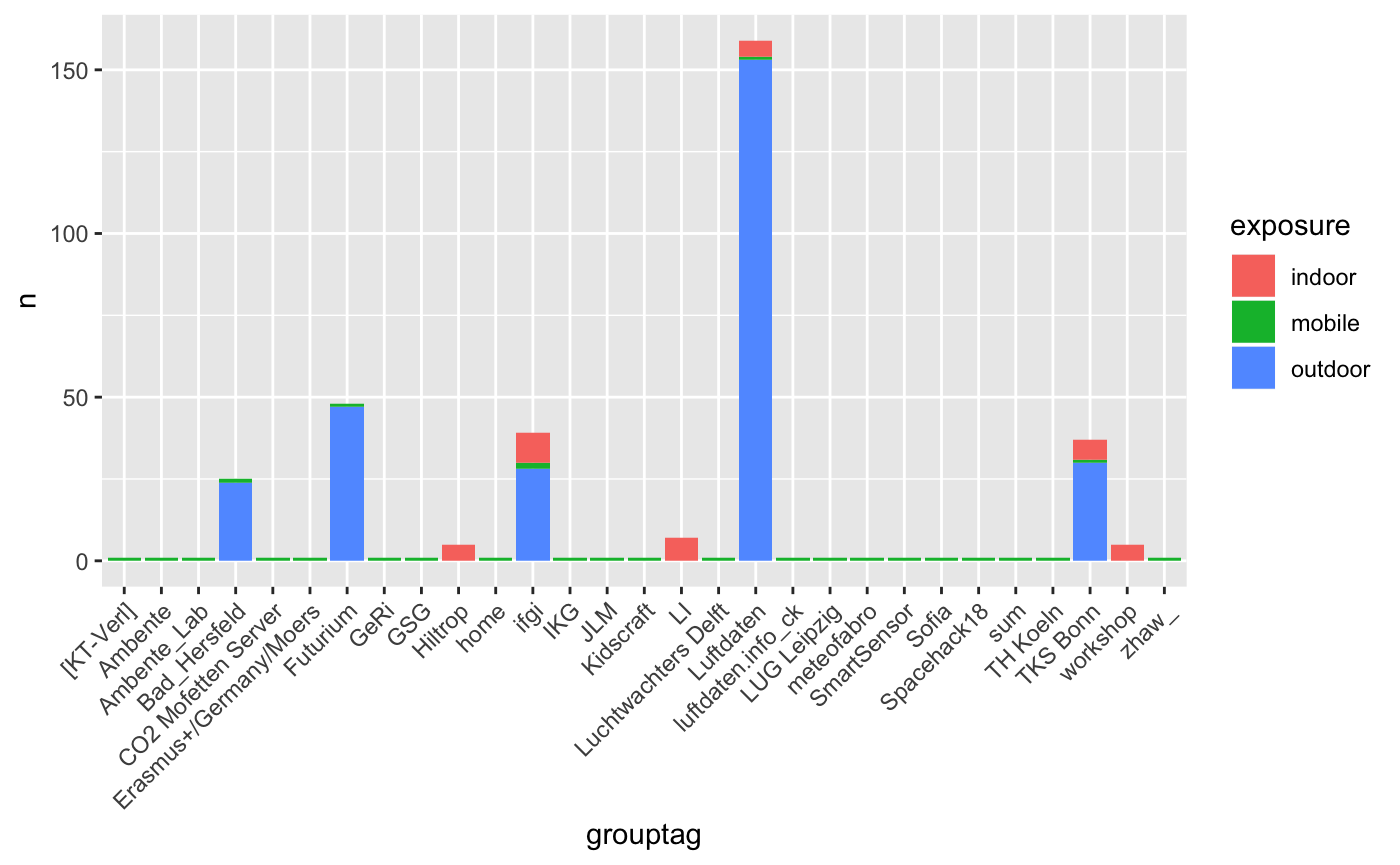 150
100
50
0
n
[KT-Verl]
Ambente
Ambente_Lab
Bad_Hersfeld
CO2 Mofetten Server
Erasmus+/Germany/Moers
Futurium
GeRi
GSG
Hiltrop
home
ifgi
IKG
JLM
Kidscraft
LI
Luchtwachters Delft
Luftdaten
luftdaten.info_ck
LUG Leipzig
meteofabro
SmartSensor
Sofia
Spacehack18
sum
TH Koeln
TKS Bonn
workshop
zhaw_
grouptag
exposure
indoor
mobile
outdoor